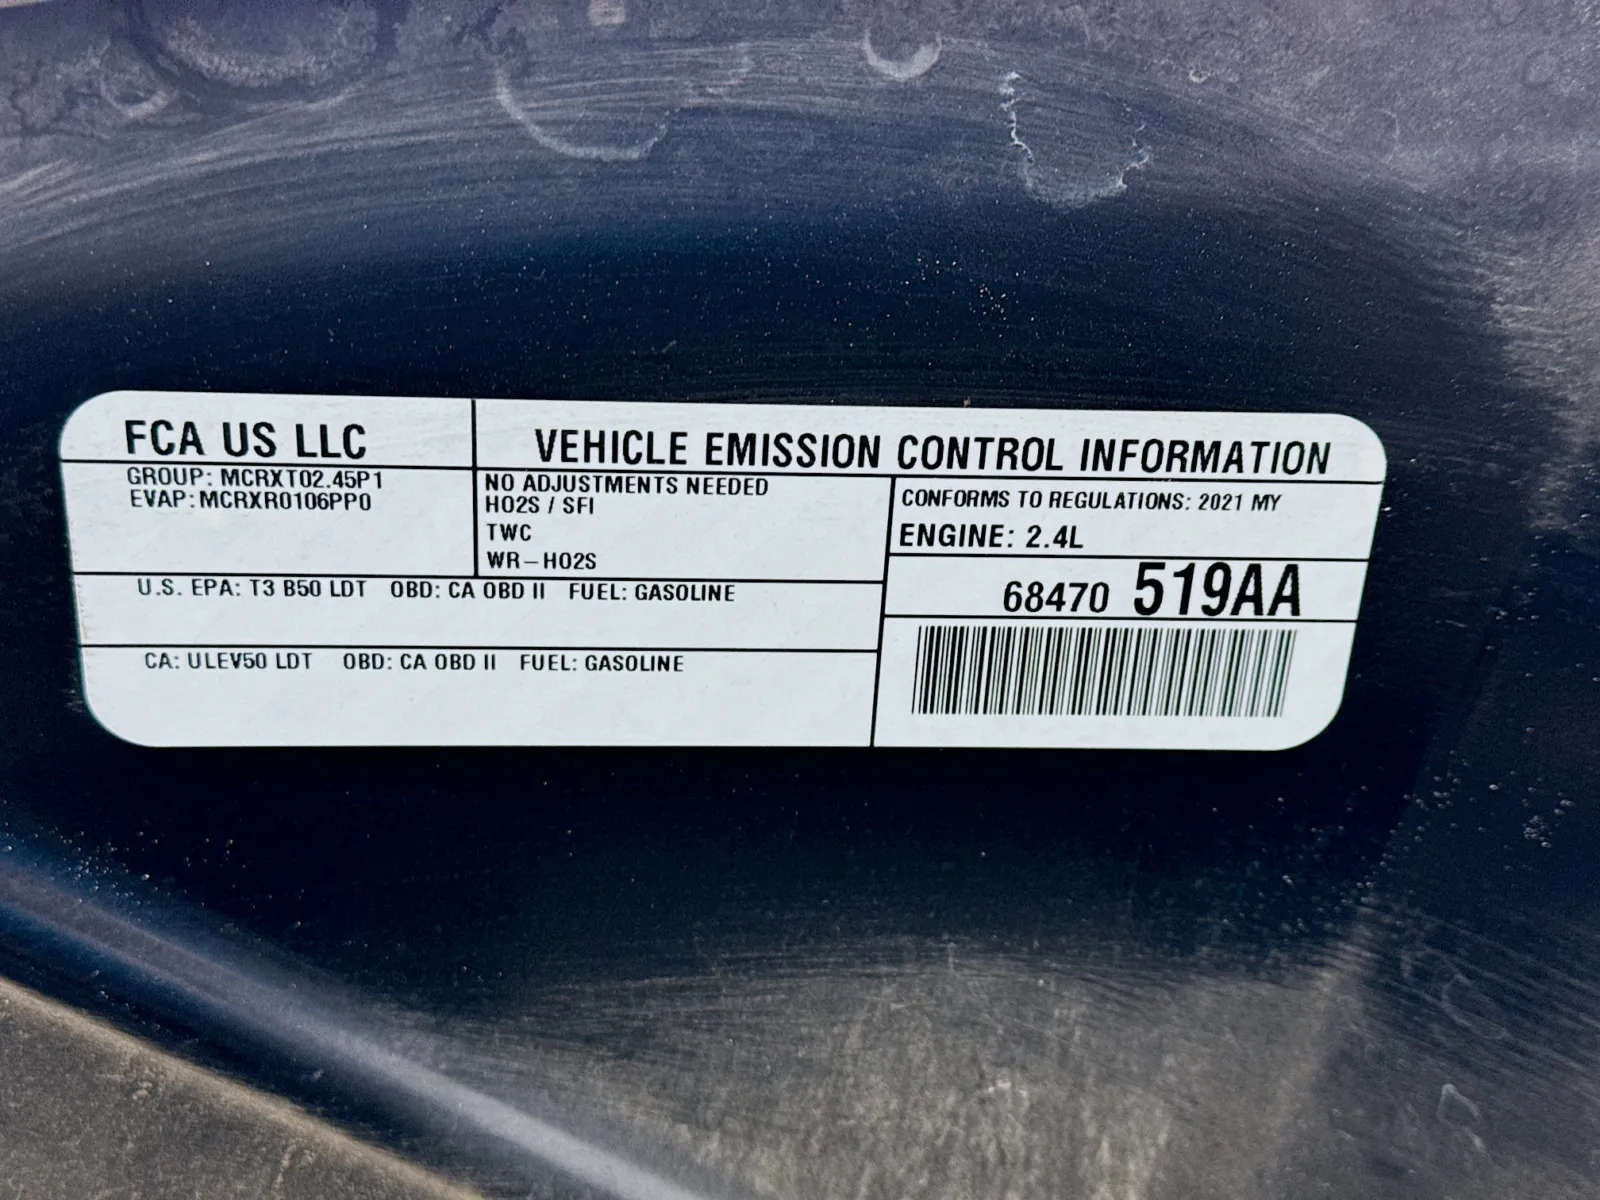 FCA US LLC
VEHICLE EMISSION CONTROL INFORMATION
GROUP: MCRXT02.45P1
EVAP: MCRXR0106PP0
NO ADJUSTMENTS NEEDED
HO2S / SFI
TWC
WR-HO2S
CONFORMS TO REGULATIONS: 2021 MY
ENGINE: 2.4L
68470 519AA
U.S. EPA: T3 B50 LDT OBD: CA OBD II FUEL: GASOLINE
CA: ULEV50 LDT OBD: CA OBD II FUEL: GASOLINE